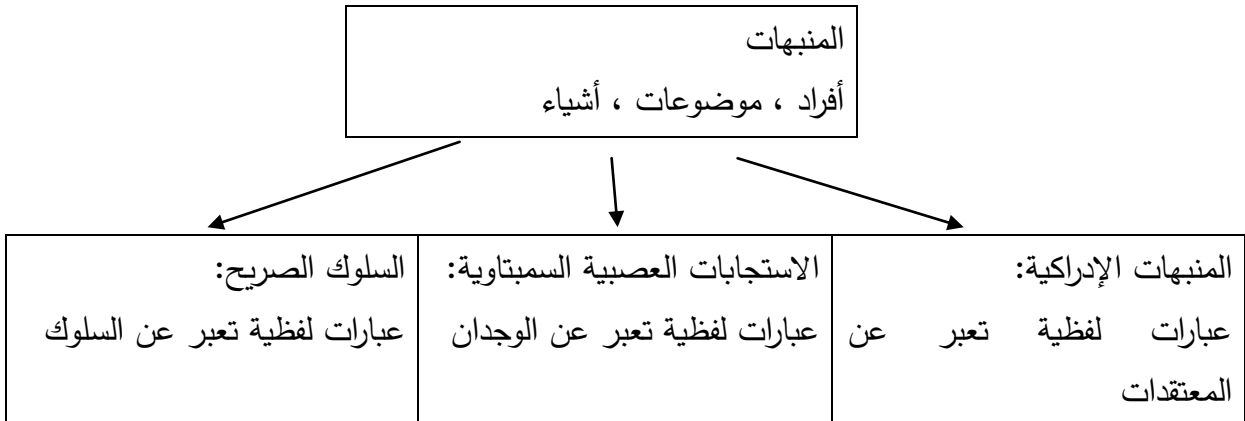 المنبهات
أفراد ، موضوعات ، أشياء
المنبهات الإدراكية:
عبارات لفظية تعبر عن
المعتقدات
الاستجابات العصبية السمبتاوية:
عبارات لفظية تعبر عن الوجدان
السلوك الصريح:
عبارات لفظية تعبر عن السلوك